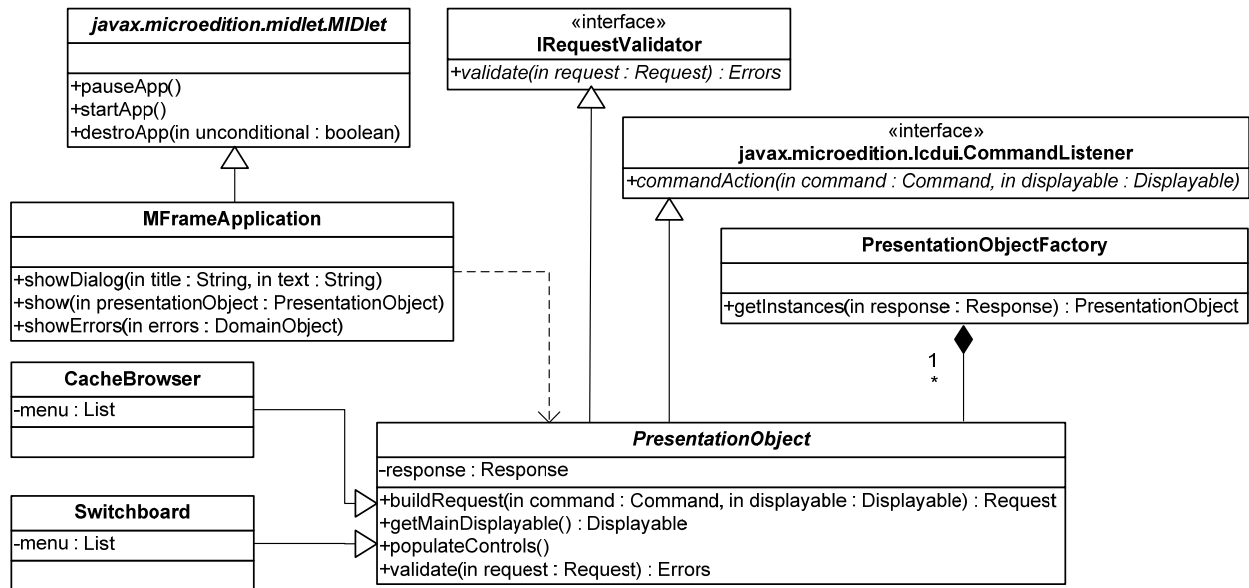 javax.microedition.midlet.MIDlet
+pauseApp()
+startApp()
+destroApp(in unconditional : boolean)
«interface»
IRequestValidator
+validate(in request : Request) : Errors
«interface»
javax.microedition.lcdui.CommandListener
+commandAction(in command : Command, in displayable : Displayable)
MFrameApplication
+showDialog(in title : String, in text : String)
+show(in presentationObject : PresentationObject)
+showErrors(in errors : DomainObject)
PresentationObjectFactory
+getInstances(in response : Response) : PresentationObject
1
*
CacheBrowser
-menu : List
Switchboard
-menu : List
PresentationObject
-response : Response
+buildRequest(in command : Command, in displayable : Displayable) : Request
+getMainDisplayable() : Displayable
+populateControls()
+validate(in request : Request) : Errors